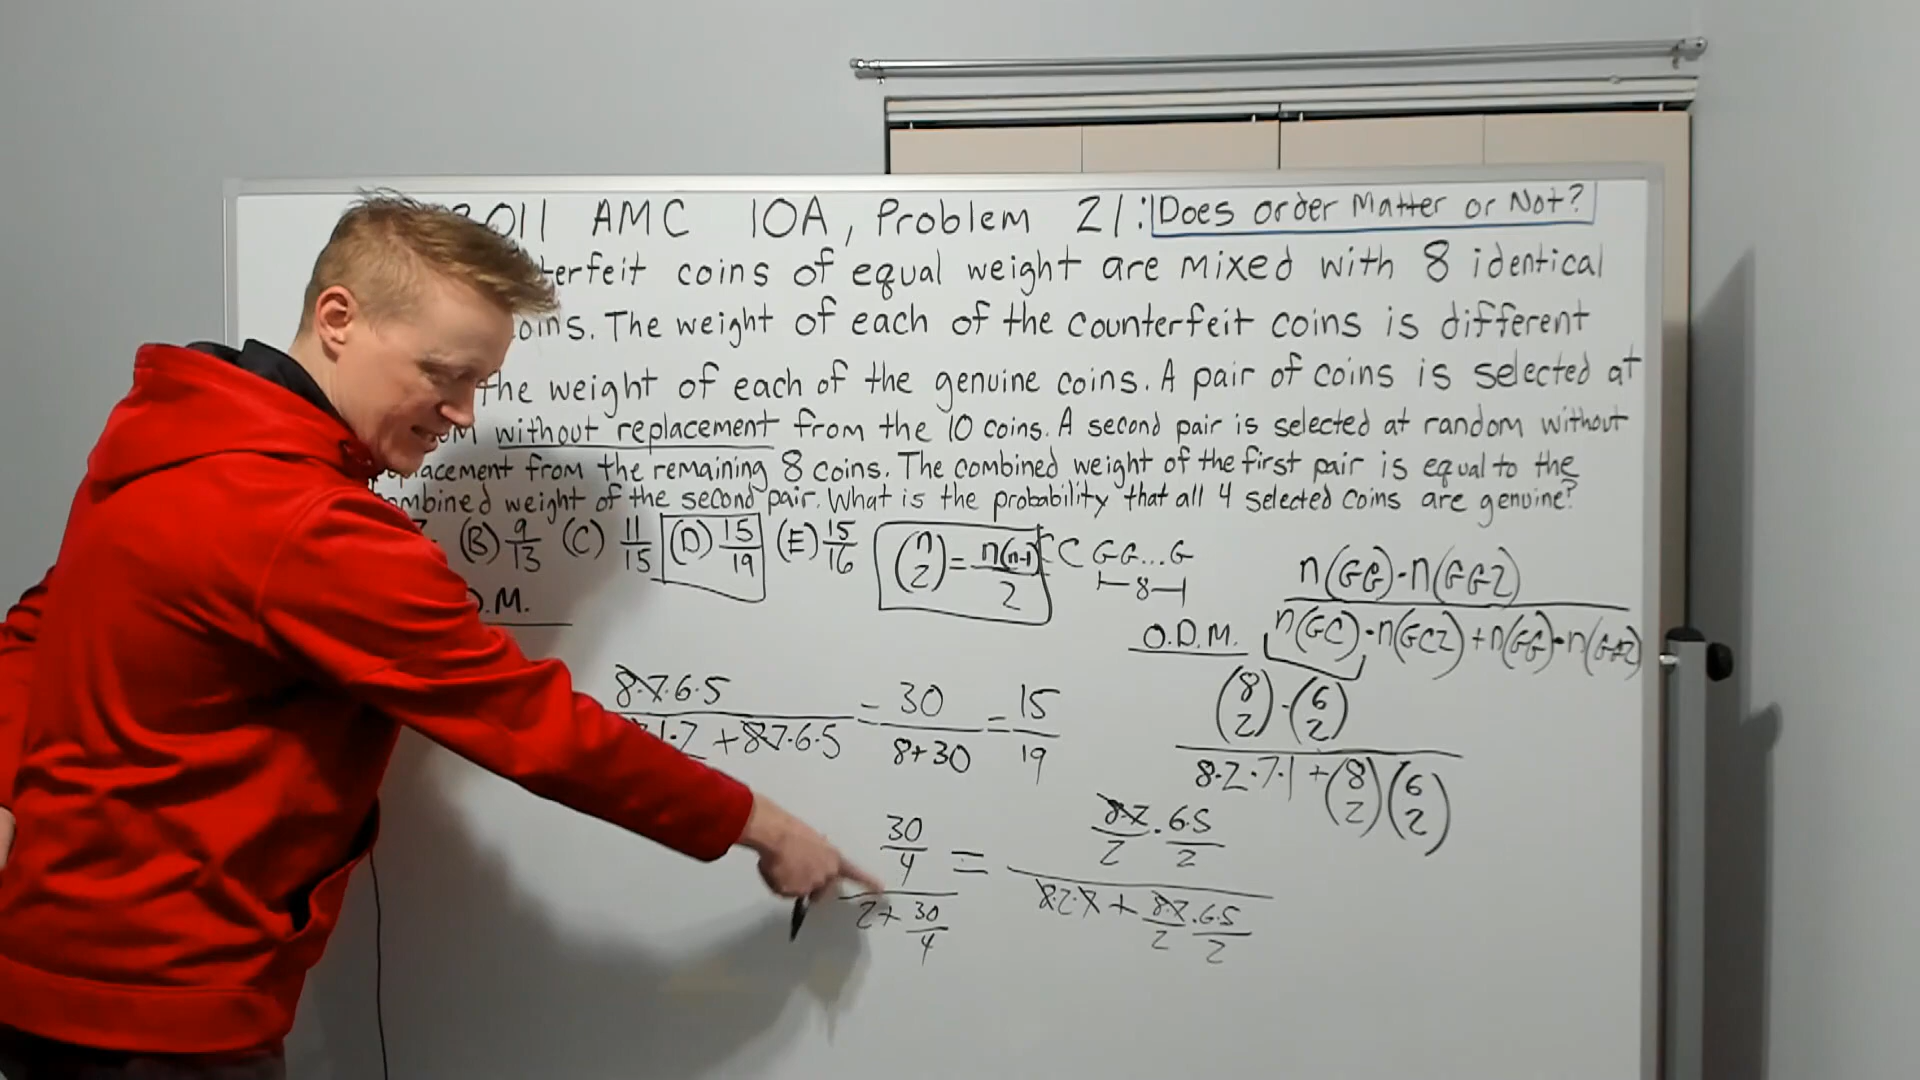 2011 AMC 10A, Problem 21: Does order Matter or Not?
terfeit coins of equal weight are mixed with 8 identical
oins. The weight of each of the counterfeit coins is different
the weight of each of the genuine coins. A pair of coins is selected at
om without replacement from the 10 coins. A second pair is selected at random without
placement from the remaining 8 coins. The combined weight of the first pair is equal to the
ombined weight of the second pair. What is the probability that all 4 selected coins are genuine?
(B) 9/13 (C) 11/15 (D) 15/19 (E) 15/16
(n 2) = n(n-1)/2
C GG...G
8
n(GG)·n(GG2)
n(GC)·n(GC2)+n(GG)·n(GG2)
O.M.
O.D.M.
8·7·6·5
1·2+8·7·6·5
= 30/(8+30) = 15/19
(8 2)·(6 2)
8·2·7·1+(8 2)(6 2)
30/4
2+30/4
=
8·7/2·6·5/2
8·2·7+8·7/2·6·5/2